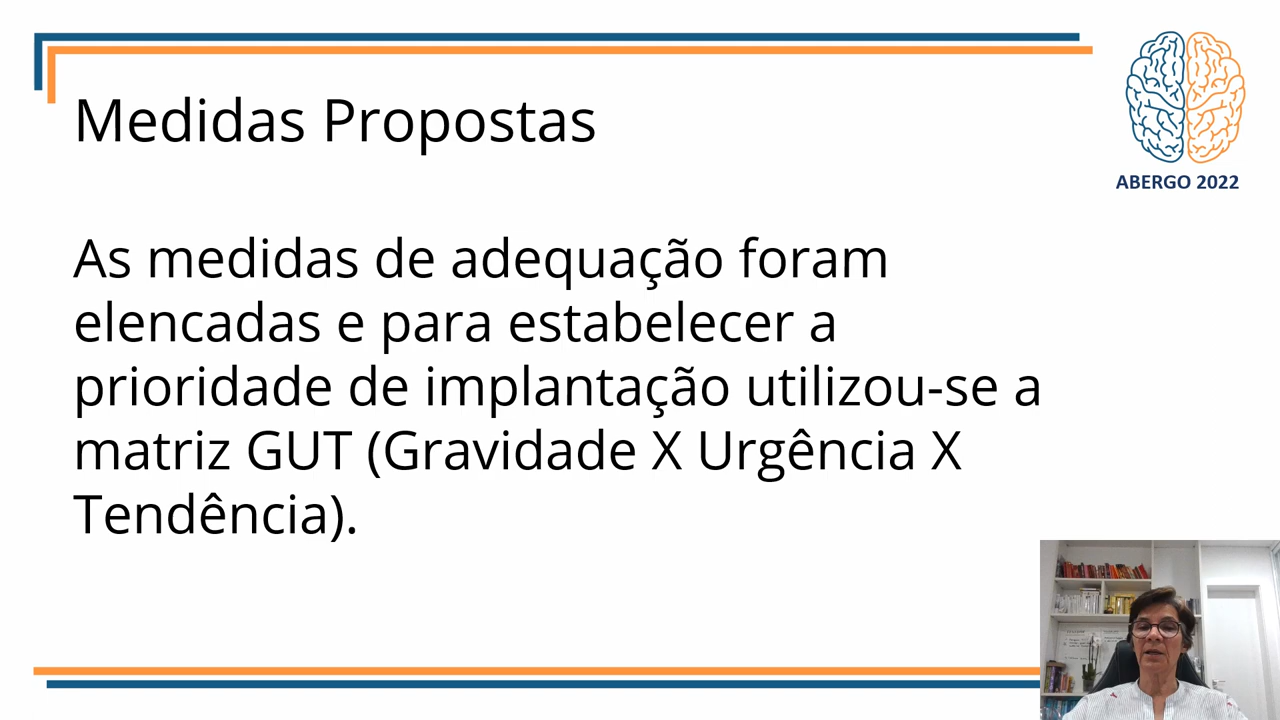 Medidas Propostas
ABERGO 2022
As medidas de adequação foram
elencadas e para estabelecer a
prioridade de implantação utilizou-se a
matriz GUT (Gravidade X Urgência X
Tendência).